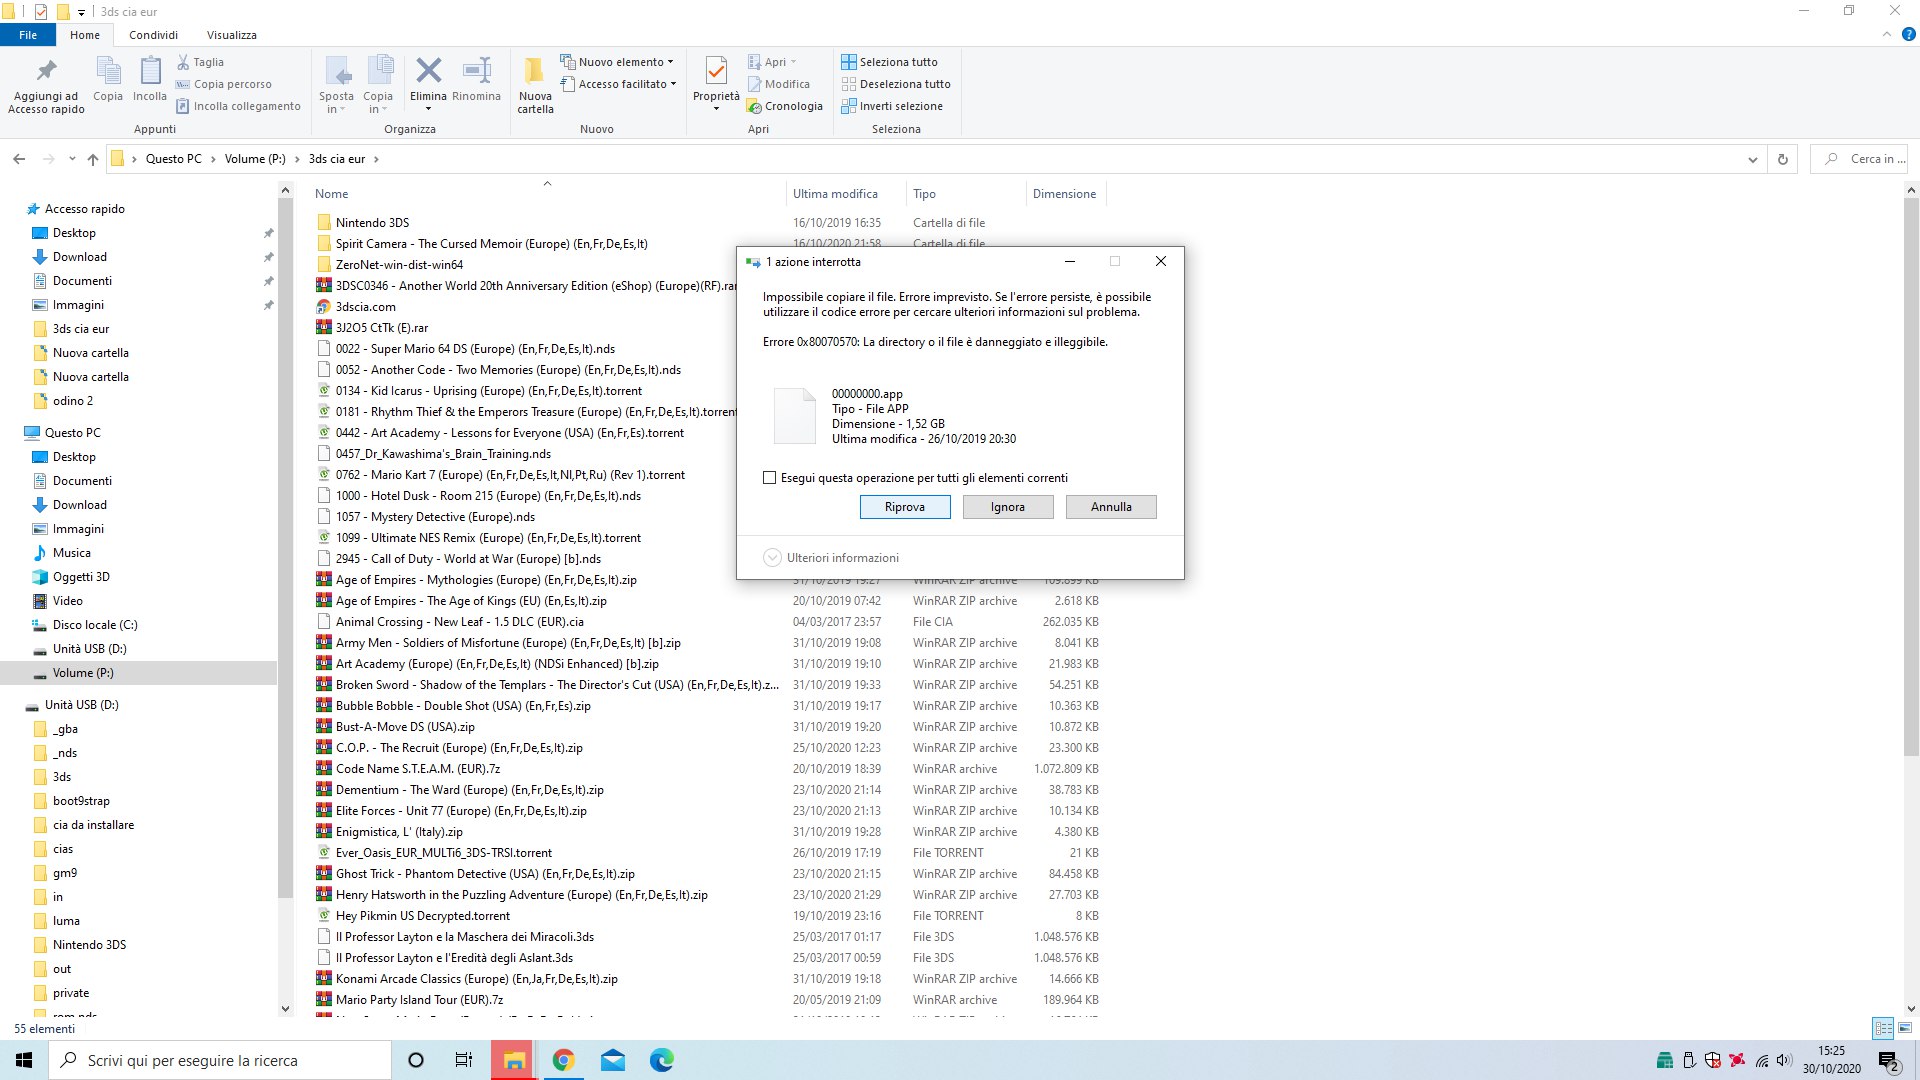 3ds cia eur
File
Home
Condividi
Visualizza
Aggiungi ad
Accesso rapido
Copia
Incolla
Taglia
Copia percorso
Incolla collegamento
Appunti
Sposta
in
Copia
in
Elimina
Rinomina
Organizza
Nuova
cartella
Nuovo elemento
Accesso facilitato
Nuovo
Proprietà
Apri
Modifica
Cronologia
Apri
Seleziona tutto
Deseleziona tutto
Inverti selezione
Seleziona
Questo PC
Volume (P:)
3ds cia eur
Cerca in ...
Accesso rapido
Desktop
Download
Documenti
Immagini
3ds cia eur
Nuova cartella
Nuova cartella
odino 2
Questo PC
Desktop
Documenti
Download
Immagini
Musica
Oggetti 3D
Video
Disco locale (C:)
Unità USB (D:)
Volume (P:)
Unità USB (D:)
_gba
_nds
3ds
boot9strap
cia da installare
cias
gm9
in
luma
Nintendo 3DS
out
private
Nome Ultima modifica Tipo Dimensione
Nintendo 3DS 16/10/2019 16:35 Cartella di file
Spirit Camera - The Cursed Memoir (Europe) (En,Fr,De,Es,It) 16/10/2020 21:58 Cartella di file
ZeroNet-win-dist-win64
3DSC0346 - Another World 20th Anniversary Edition (eShop) (Europe)(RF).rar
3dscia.com
3J2O5 CtTk (E).rar
0022 - Super Mario 64 DS (Europe) (En,Fr,De,Es,It).nds
0052 - Another Code - Two Memories (Europe) (En,Fr,De,Es,It).nds
0134 - Kid Icarus - Uprising (Europe) (En,Fr,De,Es,It).torrent
0181 - Rhythm Thief & the Emperors Treasure (Europe) (En,Fr,De,Es,It).torrent
0442 - Art Academy - Lessons for Everyone (USA) (En,Fr,Es).torrent
0457_Dr_Kawashima's_Brain_Training.nds
0762 - Mario Kart 7 (Europe) (En,Fr,De,Es,It,Nl,Pt,Ru) (Rev 1).torrent
1000 - Hotel Dusk - Room 215 (Europe) (En,Fr,De,Es,It).nds
1057 - Mystery Detective (Europe).nds
1099 - Ultimate NES Remix (Europe) (En,Fr,De,Es,It).torrent
2945 - Call of Duty - World at War (Europe) [b].nds
Age of Empires - Mythologies (Europe) (En,Fr,De,Es,It).zip 31/10/2019 19:27 WinRAR ZIP archive 109.899 KB
Age of Empires - The Age of Kings (EU) (En,Es,It).zip 20/10/2019 07:42 WinRAR ZIP archive 2.618 KB
Animal Crossing - New Leaf - 1.5 DLC (EUR).cia 04/03/2017 23:57 File CIA 262.035 KB
Army Men - Soldiers of Misfortune (Europe) (En,Fr,De,Es,It) [b].zip 31/10/2019 19:08 WinRAR ZIP archive 8.041 KB
Art Academy (Europe) (En,Fr,De,Es,It) (NDSi Enhanced) [b].zip 31/10/2019 19:10 WinRAR ZIP archive 21.983 KB
Broken Sword - Shadow of the Templars - The Director's Cut (USA) (En,Fr,De,Es,It).z... 31/10/2019 19:33 WinRAR ZIP archive 54.251 KB
Bubble Bobble - Double Shot (USA) (En,Fr,Es).zip 31/10/2019 19:17 WinRAR ZIP archive 10.363 KB
Bust-A-Move DS (USA).zip 31/10/2019 19:20 WinRAR ZIP archive 10.872 KB
C.O.P. - The Recruit (Europe) (En,Fr,De,Es,It).zip 25/10/2020 12:23 WinRAR ZIP archive 23.300 KB
Code Name S.T.E.A.M. (EUR).7z 20/10/2019 18:39 WinRAR archive 1.072.809 KB
Dementium - The Ward (Europe) (En,Fr,De,Es,It).zip 23/10/2020 21:14 WinRAR ZIP archive 38.783 KB
Elite Forces - Unit 77 (Europe) (En,Fr,De,Es,It).zip 23/10/2020 21:13 WinRAR ZIP archive 10.134 KB
Enigmistica, L' (Italy).zip 31/10/2019 19:28 WinRAR ZIP archive 4.380 KB
Ever_Oasis_EUR_MULTi6_3DS-TRSI.torrent 26/10/2019 17:19 File TORRENT 21 KB
Ghost Trick - Phantom Detective (USA) (En,Fr,De,Es,It).zip 23/10/2020 21:15 WinRAR ZIP archive 84.458 KB
Henry Hatsworth in the Puzzling Adventure (Europe) (En,Fr,De,Es,It).zip 23/10/2020 21:29 WinRAR ZIP archive 27.703 KB
Hey Pikmin US Decrypted.torrent 19/10/2019 23:16 File TORRENT 8 KB
Il Professor Layton e la Maschera dei Miracoli.3ds 25/03/2017 01:17 File 3DS 1.048.576 KB
Il Professor Layton e l'Eredità degli Aslant.3ds 25/03/2017 00:59 File 3DS 1.048.576 KB
Konami Arcade Classics (Europe) (En,Ja,Fr,De,Es,It).zip 31/10/2019 19:18 WinRAR ZIP archive 14.666 KB
Mario Party Island Tour (EUR).7z 20/05/2019 21:09 WinRAR archive 189.964 KB
1 azione interrotta
Impossibile copiare il file. Errore imprevisto. Se l'errore persiste, è possibile
utilizzare il codice errore per cercare ulteriori informazioni sul problema.
Errore 0x80070570: La directory o il file è danneggiato e illeggibile.
00000000.app
Tipo - File APP
Dimensione - 1,52 GB
Ultima modifica - 26/10/2019 20:30
Esegui questa operazione per tutti gli elementi correnti
Riprova
Ignora
Annulla
Ulteriori informazioni
55 elementi
Scrivi qui per eseguire la ricerca
15:25
30/10/2020
2